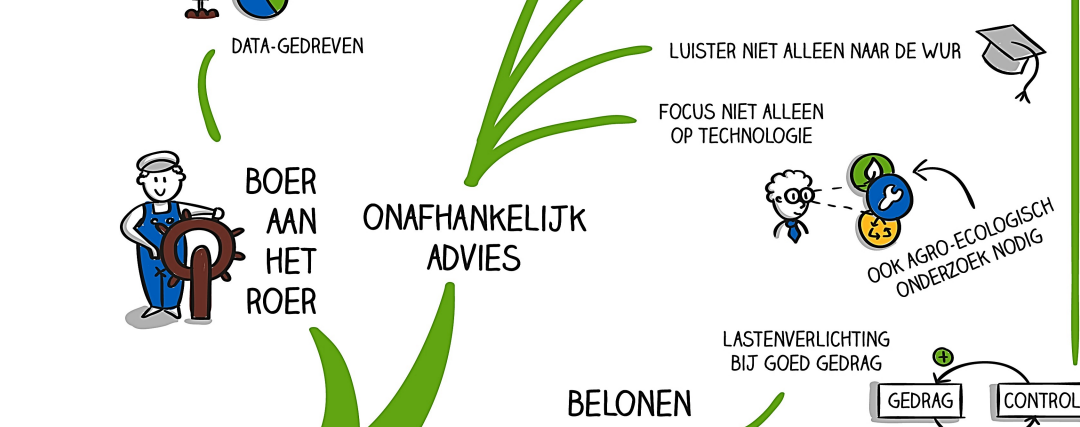 DATA-GEDREVEN
LUISTER NIET ALLEEN NAAR DE WUR
FOCUS NIET ALLEEN
OP TECHNOLOGIE
BOER
AAN
HET
ROER
ONAFHANKELIJK
ADVIES
OOK AGRO-ECOLOGISCH
ONDERZOEK NODIG
LASTENVERLICHTING
BIJ GOED GEDRAG
BELONEN
GEDRAG
CONTROL